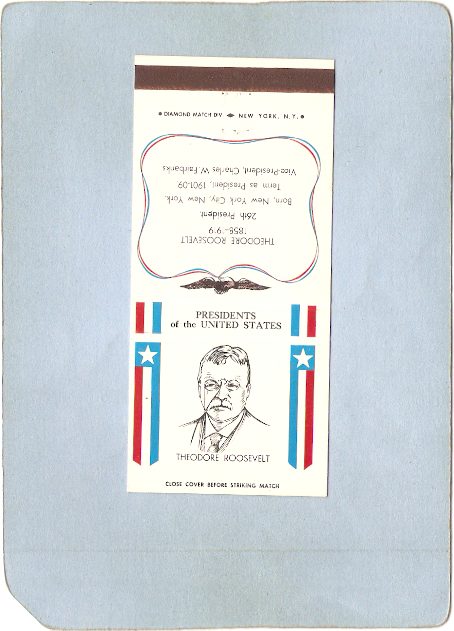 DIAMOND MATCH DIV NEW YORK, N.Y.
THEODORE ROOSEVELT
1858-1919
26th President
Born, New York City, New York
Term as President, 1901-09
Vice-President, Charles W. Fairbanks
PRESIDENTS
of the UNITED STATES
THEODORE ROOSEVELT
CLOSE COVER BEFORE STRIKING MATCH